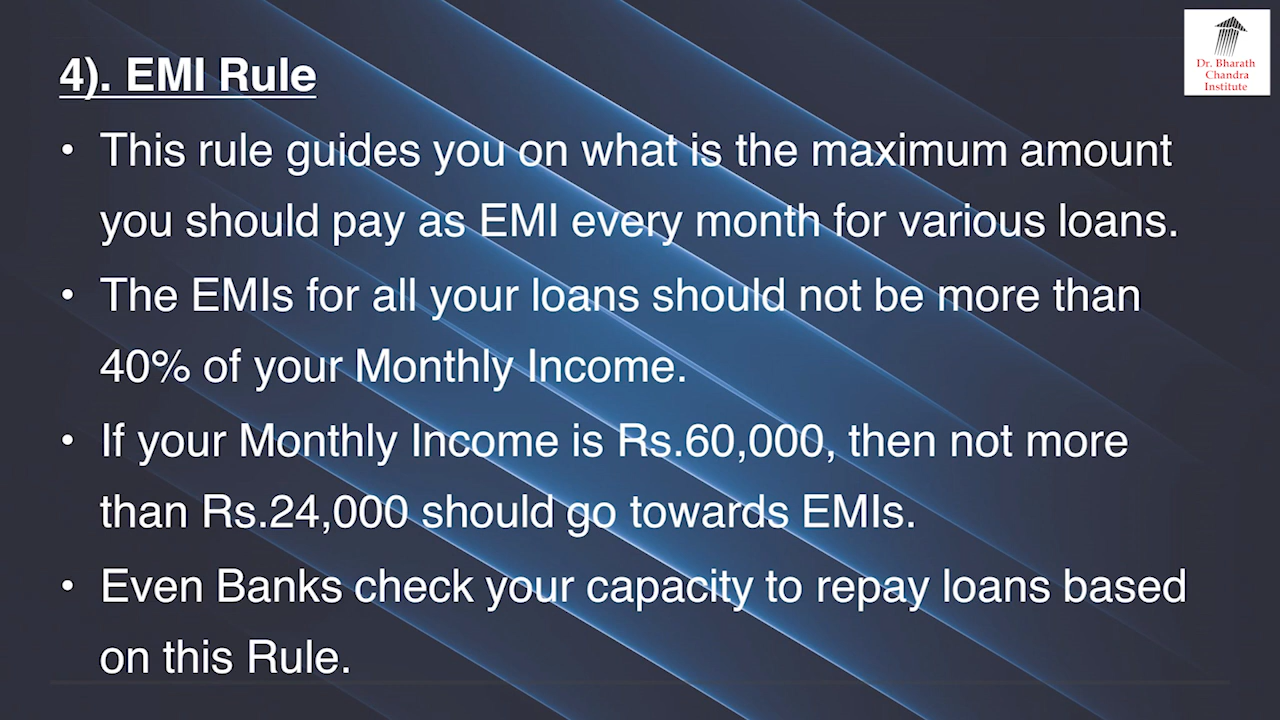 Dr. Bharath
Chandra
Institute
4). EMI Rule
• This rule guides you on what is the maximum amount
you should pay as EMI every month for various loans.
• The EMIs for all your loans should not be more than
40% of your Monthly Income.
• If your Monthly Income is Rs.60,000, then not more
than Rs.24,000 should go towards EMIs.
• Even Banks check your capacity to repay loans based
on this Rule.